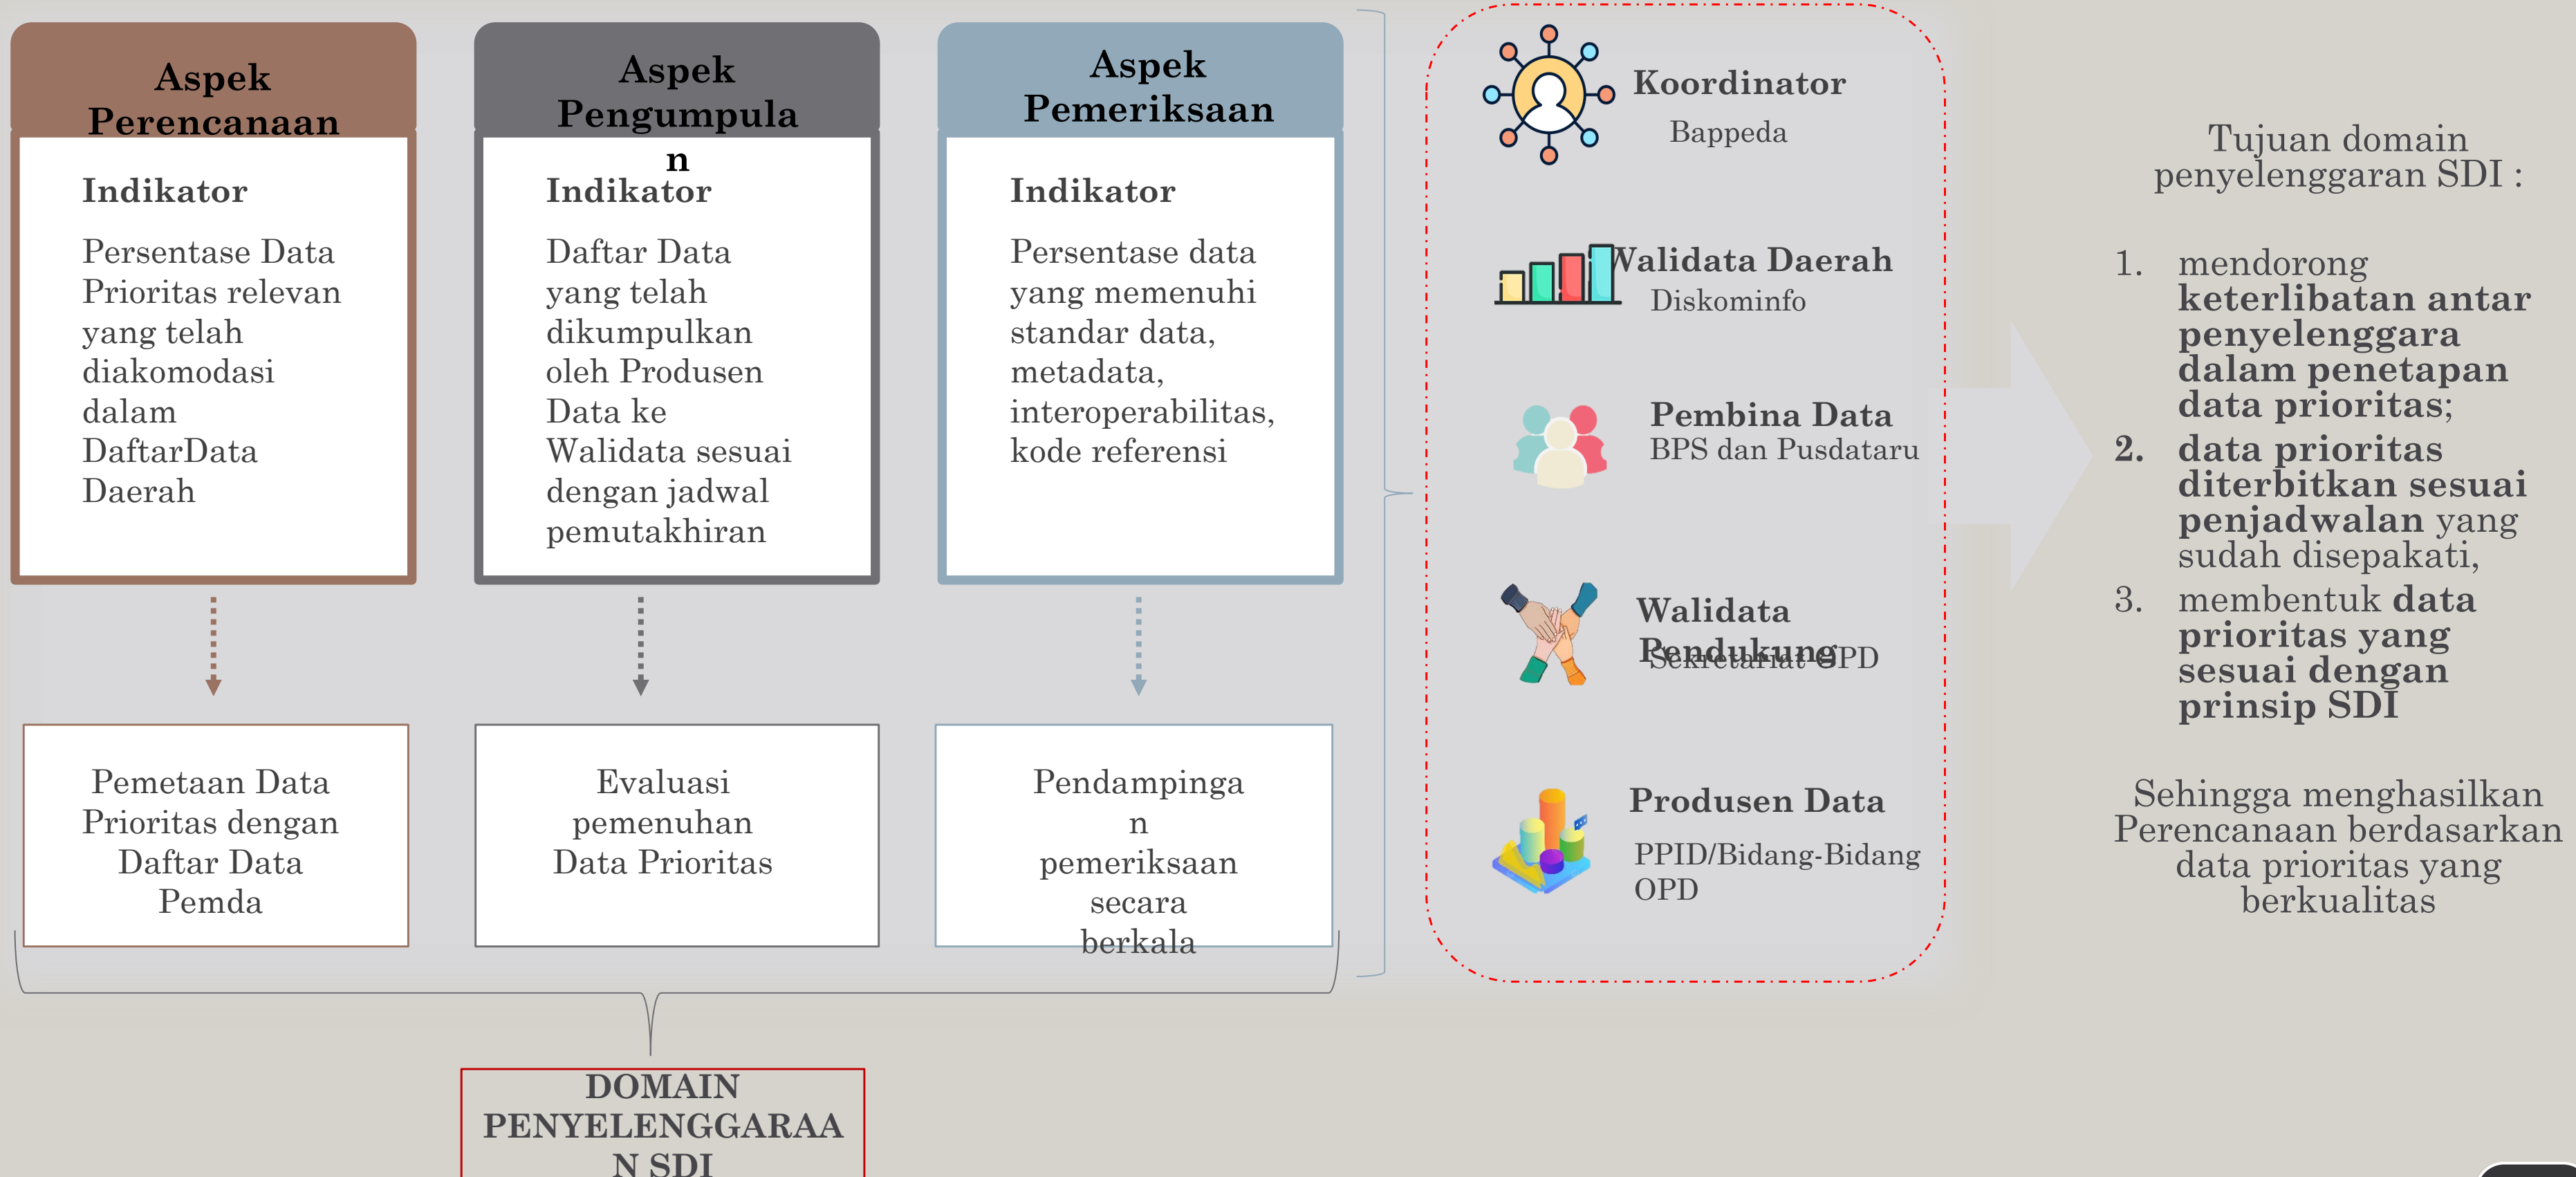 Aspek
Perencanaan
Indikator
Persentase Data
Prioritas relevan
yang telah
diakomodasi
dalam
DaftarData
Daerah
Pemetaan Data
Prioritas dengan
Daftar Data
Pemda
Aspek
Pengumpula
n
Indikator
Daftar Data
yang telah
dikumpulkan
oleh Produsen
Data ke
Walidata sesuai
dengan jadwal
pemutakhiran
Evaluasi
pemenuhan
Data Prioritas
Aspek
Pemeriksaan
Indikator
Persentase data
yang memenuhi
standar data,
metadata,
interoperabilitas,
kode referensi
Pendampinga
n
pemeriksaan
secara
berkala
DOMAIN
PENYELENGGARAA
N SDI
Koordinator
Bappeda
Walidata Daerah
Diskominfo
Pembina Data
BPS dan Pusdataru
Walidata
Pendukung
Sekretariat OPD
Produsen Data
PPID/Bidang-Bidang
OPD
Tujuan domain
penyelenggaran SDI :
1. mendorong
keterlibatan antar
penyelenggara
dalam penetapan
data prioritas;
2. data prioritas
diterbitkan sesuai
penjadwalan yang
sudah disepakati,
3. membentuk data
prioritas yang
sesuai dengan
prinsip SDI
Sehingga menghasilkan
Perencanaan berdasarkan
data prioritas yang
berkualitas